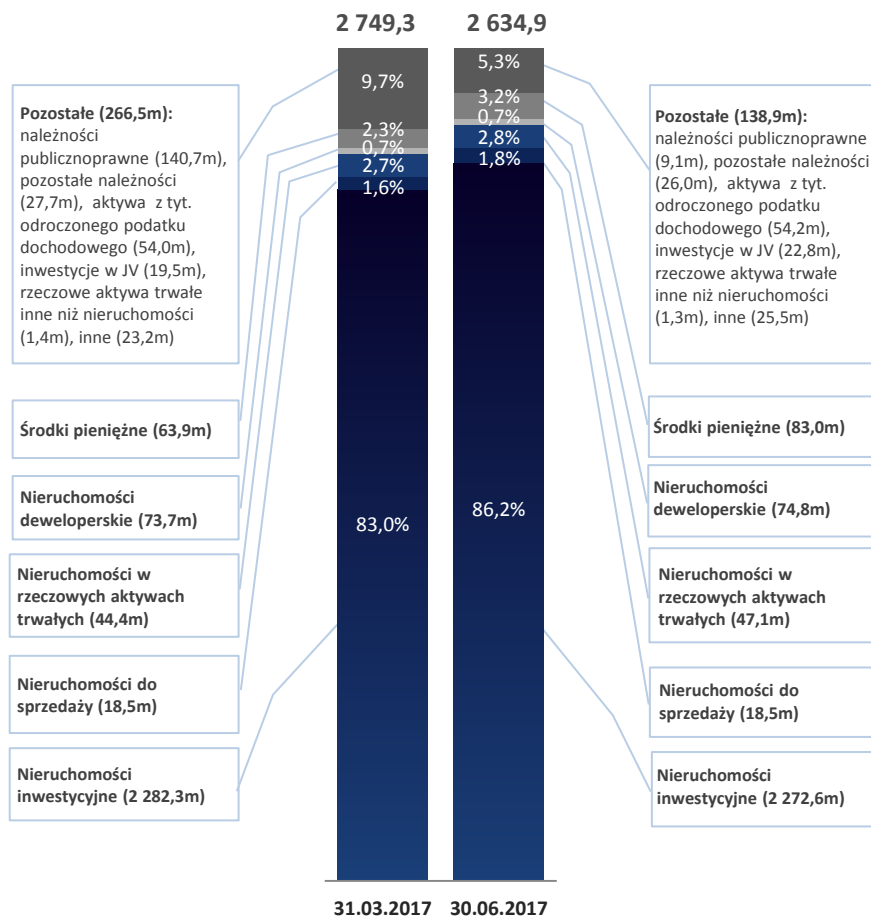 2 749,3
2 634,9
Pozostałe (266,5m):
należności
publicznoprawne (140,7m),
pozostałe należności
(27,7m), aktywa z tyt.
odroczonego podatku
dochodowego (54,0m),
inwestycje w JV (19,5m),
rzeczowe aktywa trwałe
inne niż nieruchomości
(1,4m), inne (23,2m)
Środki pieniężne (63,9m)
Nieruchomości
deweloperskie (73,7m)
Nieruchomości w
rzeczowych aktywach
trwałych (44,4m)
Nieruchomości do
sprzedaży (18,5m)
Nieruchomości
inwestycyjne (2 282,3m)
9,7%
2,3%
0,7%
2,7%
1,6%
83,0%
5,3%
3,2%
0,7%
2,8%
1,8%
86,2%
Pozostałe (138,9m):
należności publicznoprawne
(9,1m), pozostałe należności
(26,0m), aktywa z tyt.
odroczonego podatku
dochodowego (54,2m),
inwestycje w JV (22,8m),
rzeczowe aktywa trwałe
inne niż nieruchomości
(1,3m), inne (25,5m)
Środki pieniężne (83,0m)
Nieruchomości
deweloperskie (74,8m)
Nieruchomości w
rzeczowych aktywach
trwałych (47,1m)
Nieruchomości do
sprzedaży (18,5m)
Nieruchomości
inwestycyjne (2 272,6m)
31.03.2017
30.06.2017